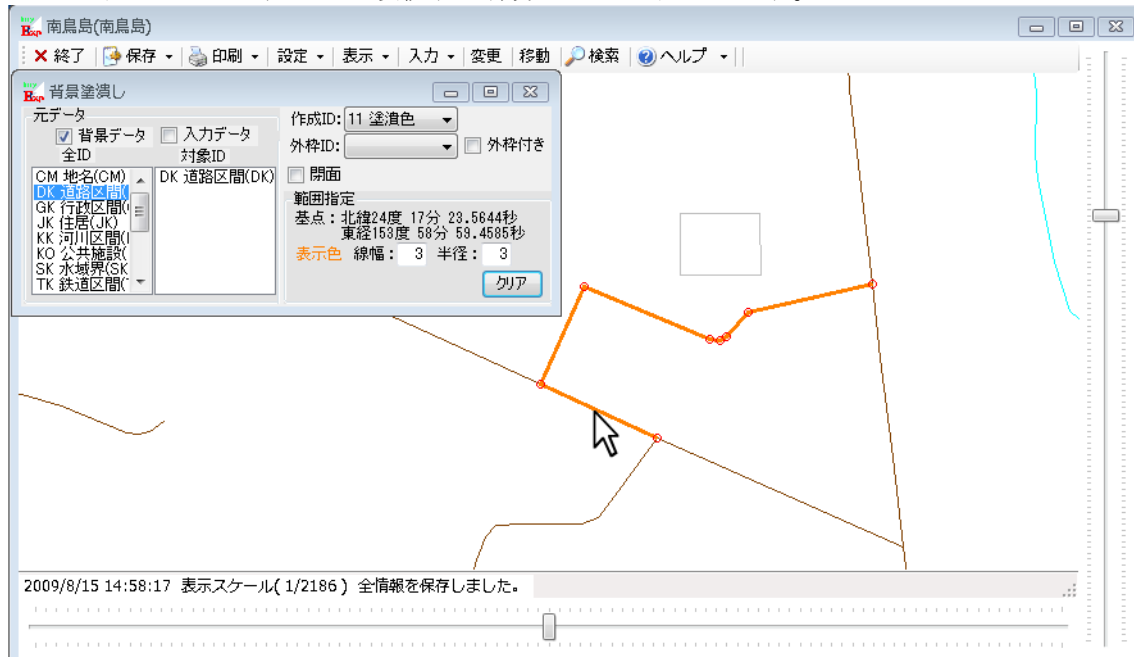 南鳥島(南鳥島)
終了 保存 印刷 設定 表示 入力 変更 移動 検索 ヘルプ
背景塗潰し
元データ
背景データ 入力データ
全ID 対象ID
CM 地名(CM)
DK 道路区間(
GK 行政区間(
JK 住居(JK)
KK 河川区間(
KO 公共施設(
SK 水域界(SK
TK 鉄道区間(
DK 道路区間(DK)
作成ID: 11 塗潰色
外枠ID: 外枠付き
閉面
範囲指定
基点：北緯24度 17分 23.5644秒
東経153度 58分 59.4585秒
表示色 線幅： 3 半径： 3
クリア
2009/8/15 14:58:17 表示スケール( 1/2186 ) 全情報を保存しました。